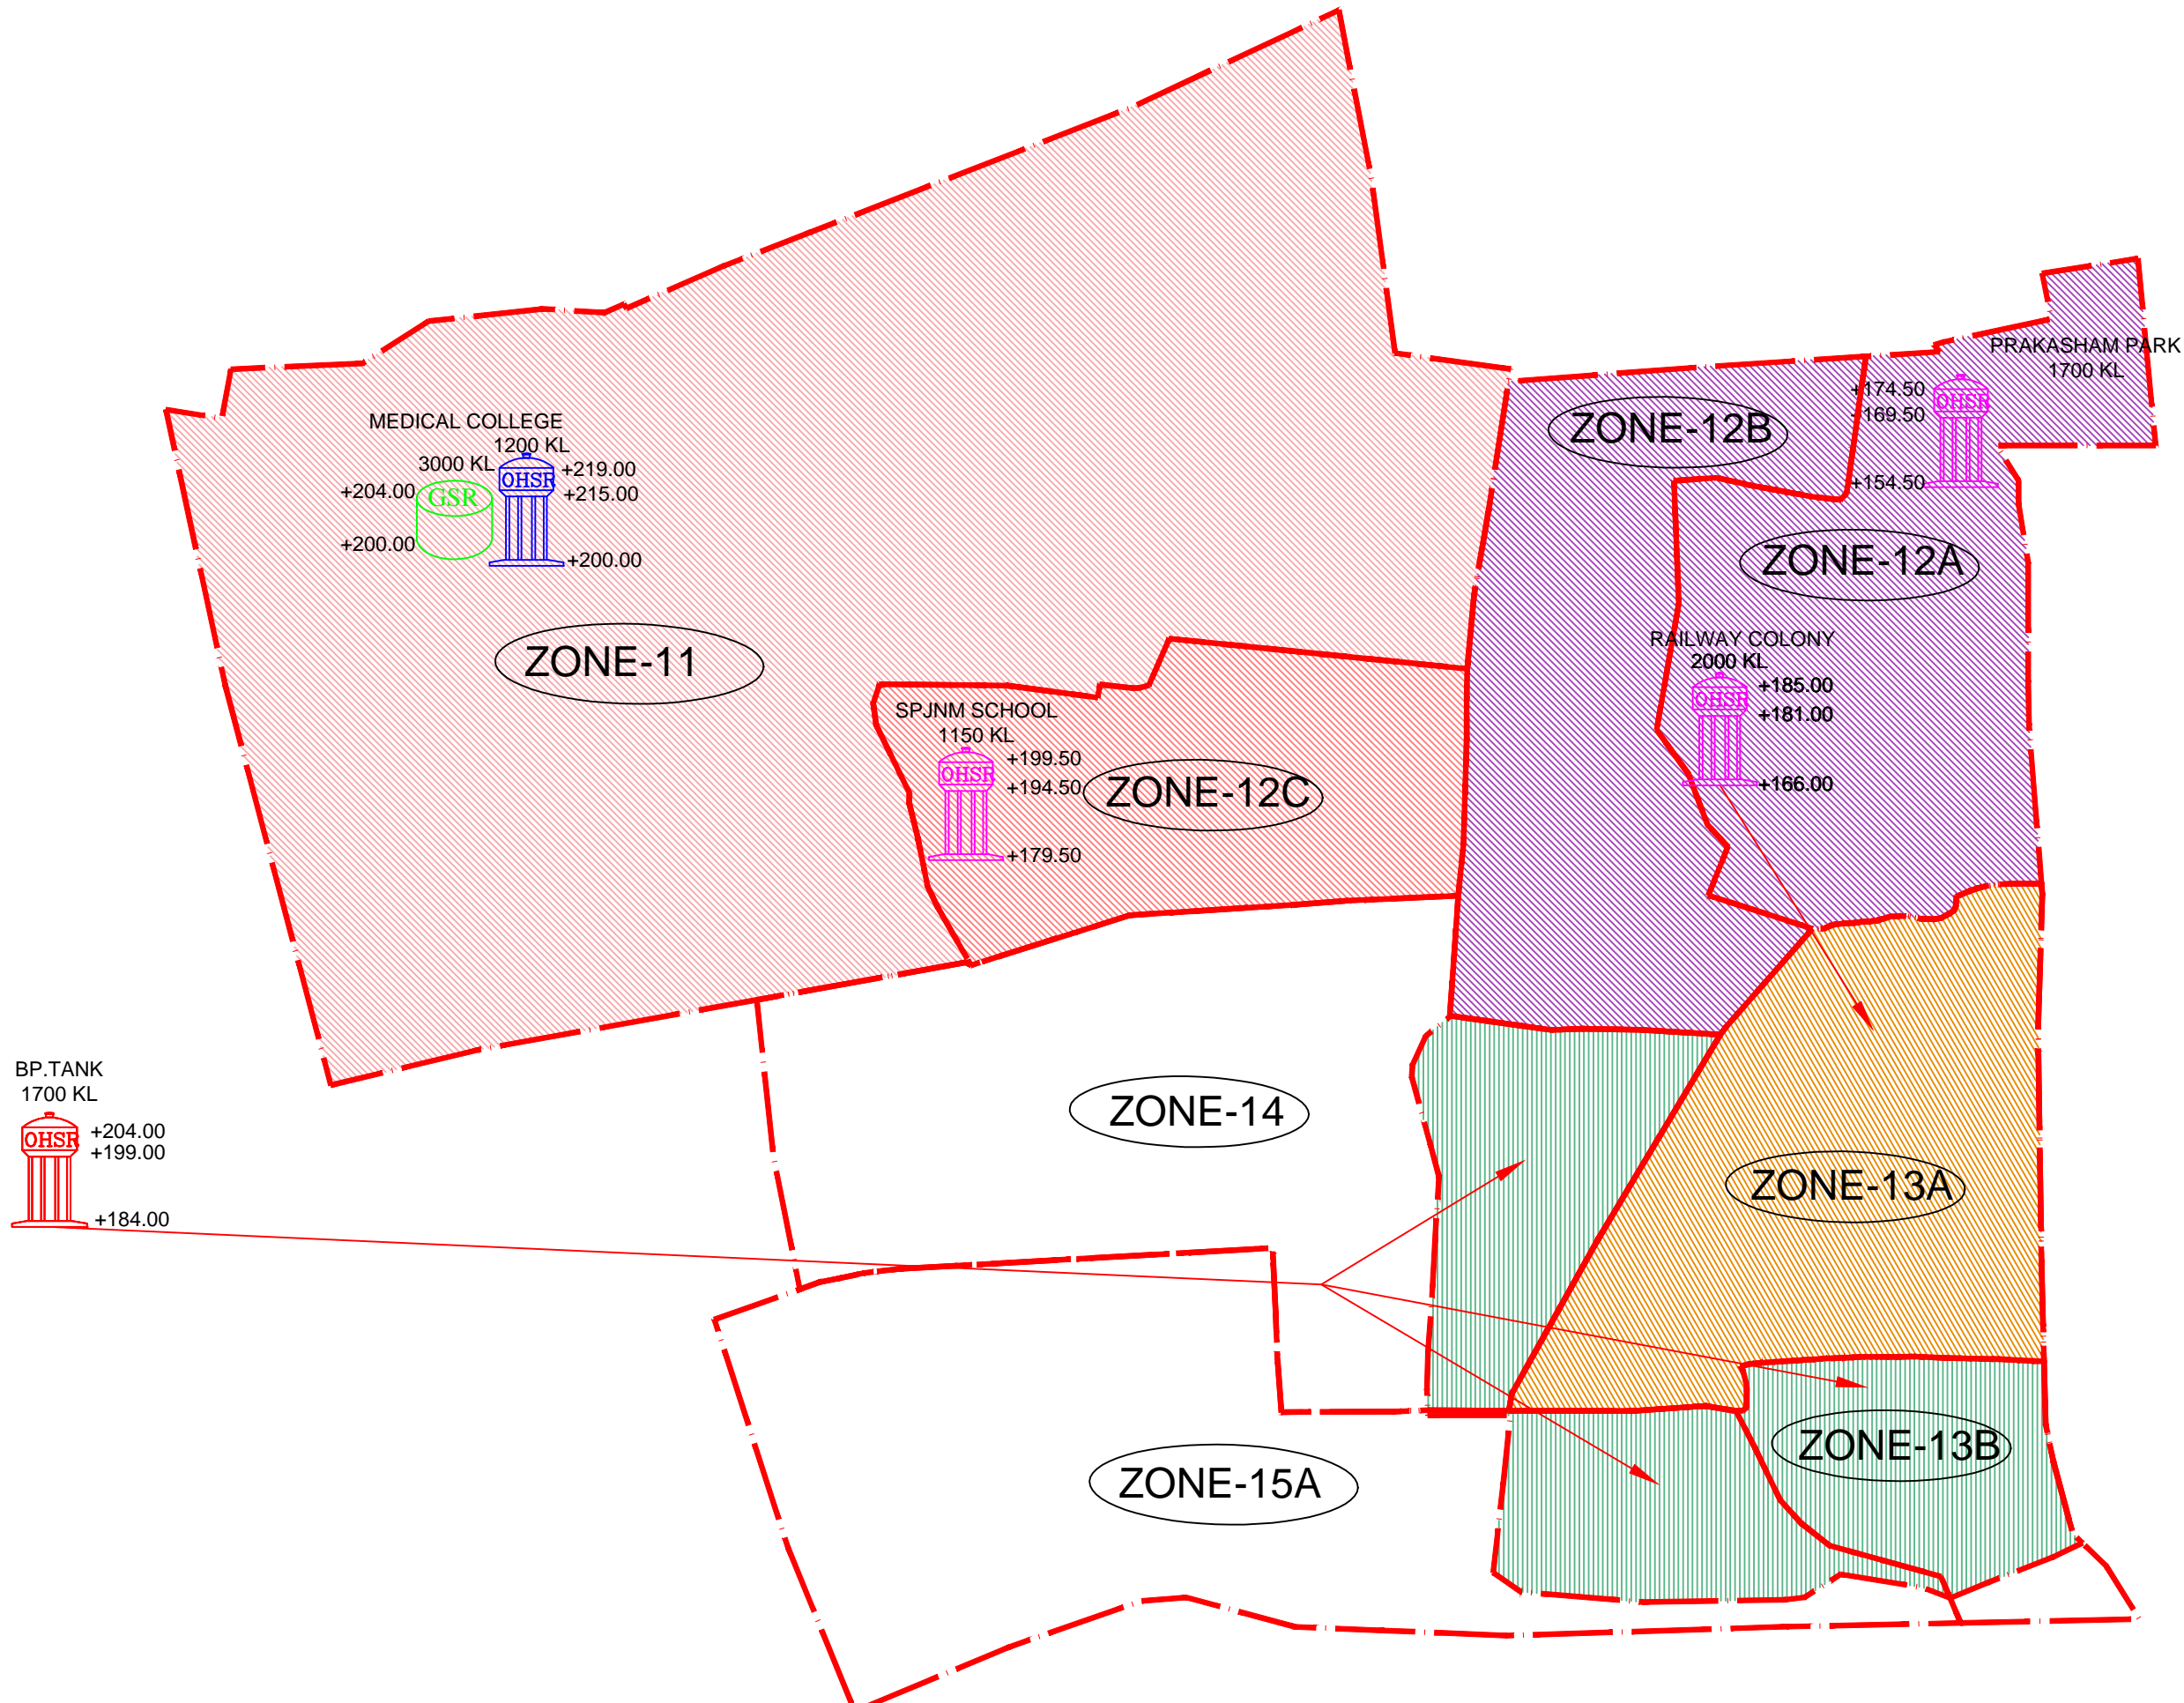 PRAKASHAM PARK
1700 KL
+174.50
OHSR
+169.50
+154.50
ZONE-12B
MEDICAL COLLEGE
1200 KL
3000 KL
OHSR
+219.00
+215.00
+204.00
GSR
+200.00
+200.00
ZONE-12A
RAILWAY COLONY
2000 KL
+185.00
OHSR
+181.00
+166.00
ZONE-11
SPJNM SCHOOL
1150 KL
+199.50
OHSR
+194.50
+179.50
ZONE-12C
BP.TANK
1700 KL
OHSR
+204.00
+199.00
+184.00
ZONE-14
ZONE-13A
ZONE-15A
ZONE-13B